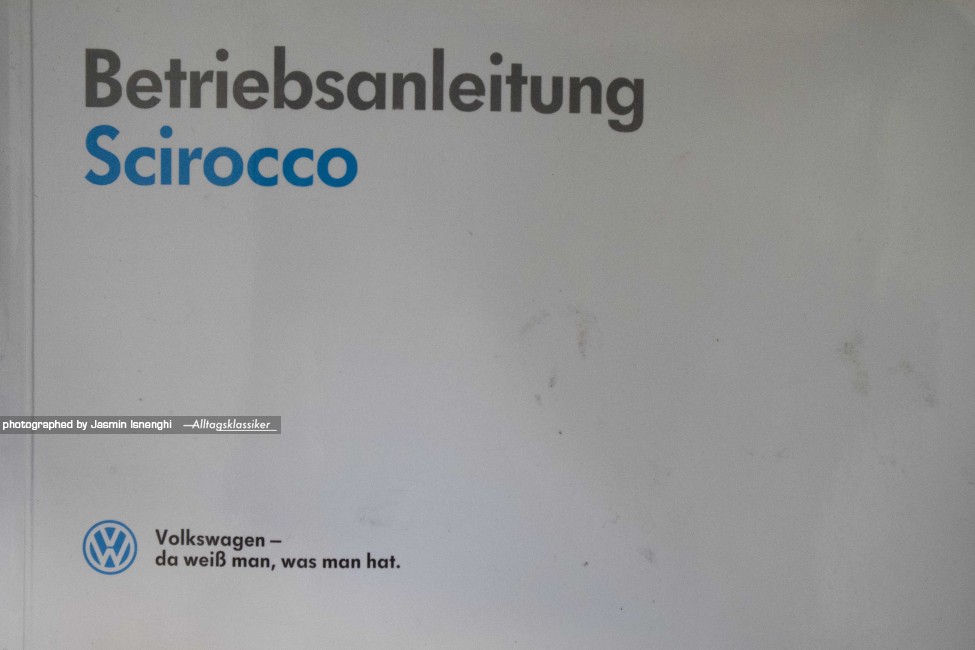 Betriebsanleitung
Scirocco
photographed by Jasmin Isnenghi —Alltagsklassiker
Volkswagen –
da weiß man, was man hat.